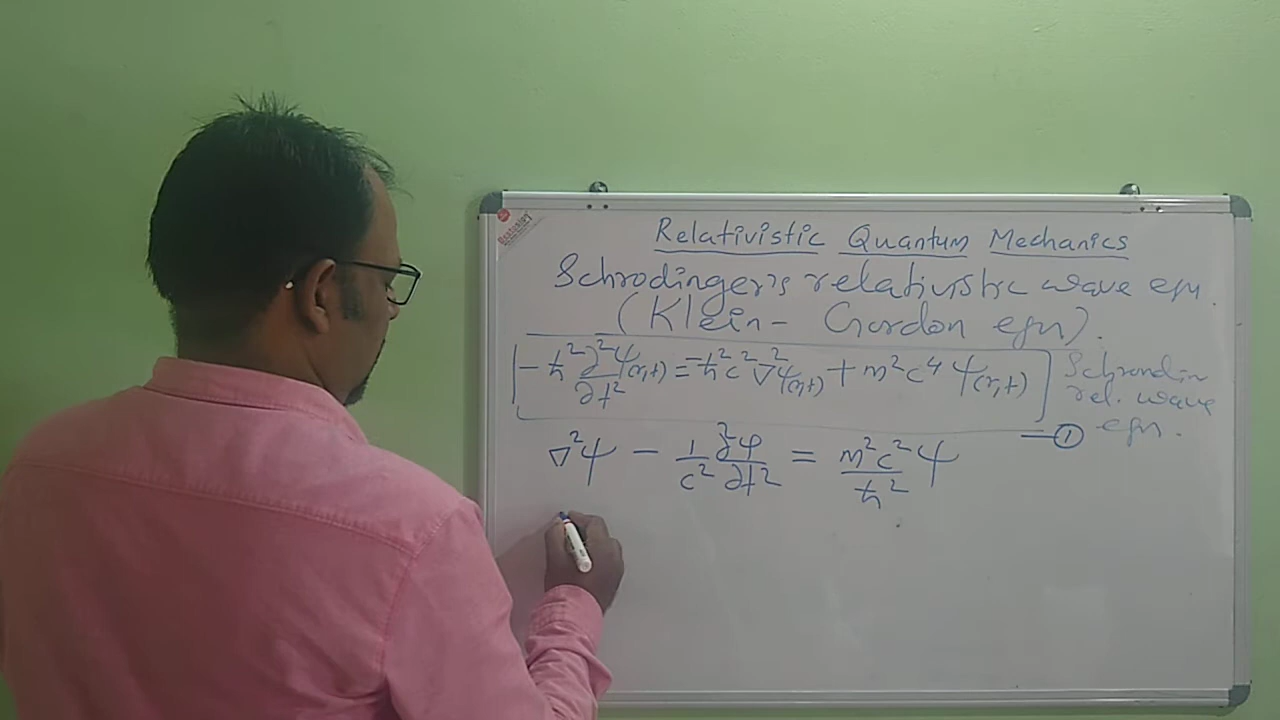 Relativistic Quantum Mechanics
Schrodinger's relativistic wave eqn.
(Klein-Gordon eqn).
-ħ² ∂²ψ(r,t)/∂t² = -ħ²c²∇²ψ(r,t) + m²c⁴ψ(r,t)
Schrondin
rel. wave
eqn.
—①
∇²ψ - 1/c² ∂²ψ/∂t² = m²c²/ħ² ψ